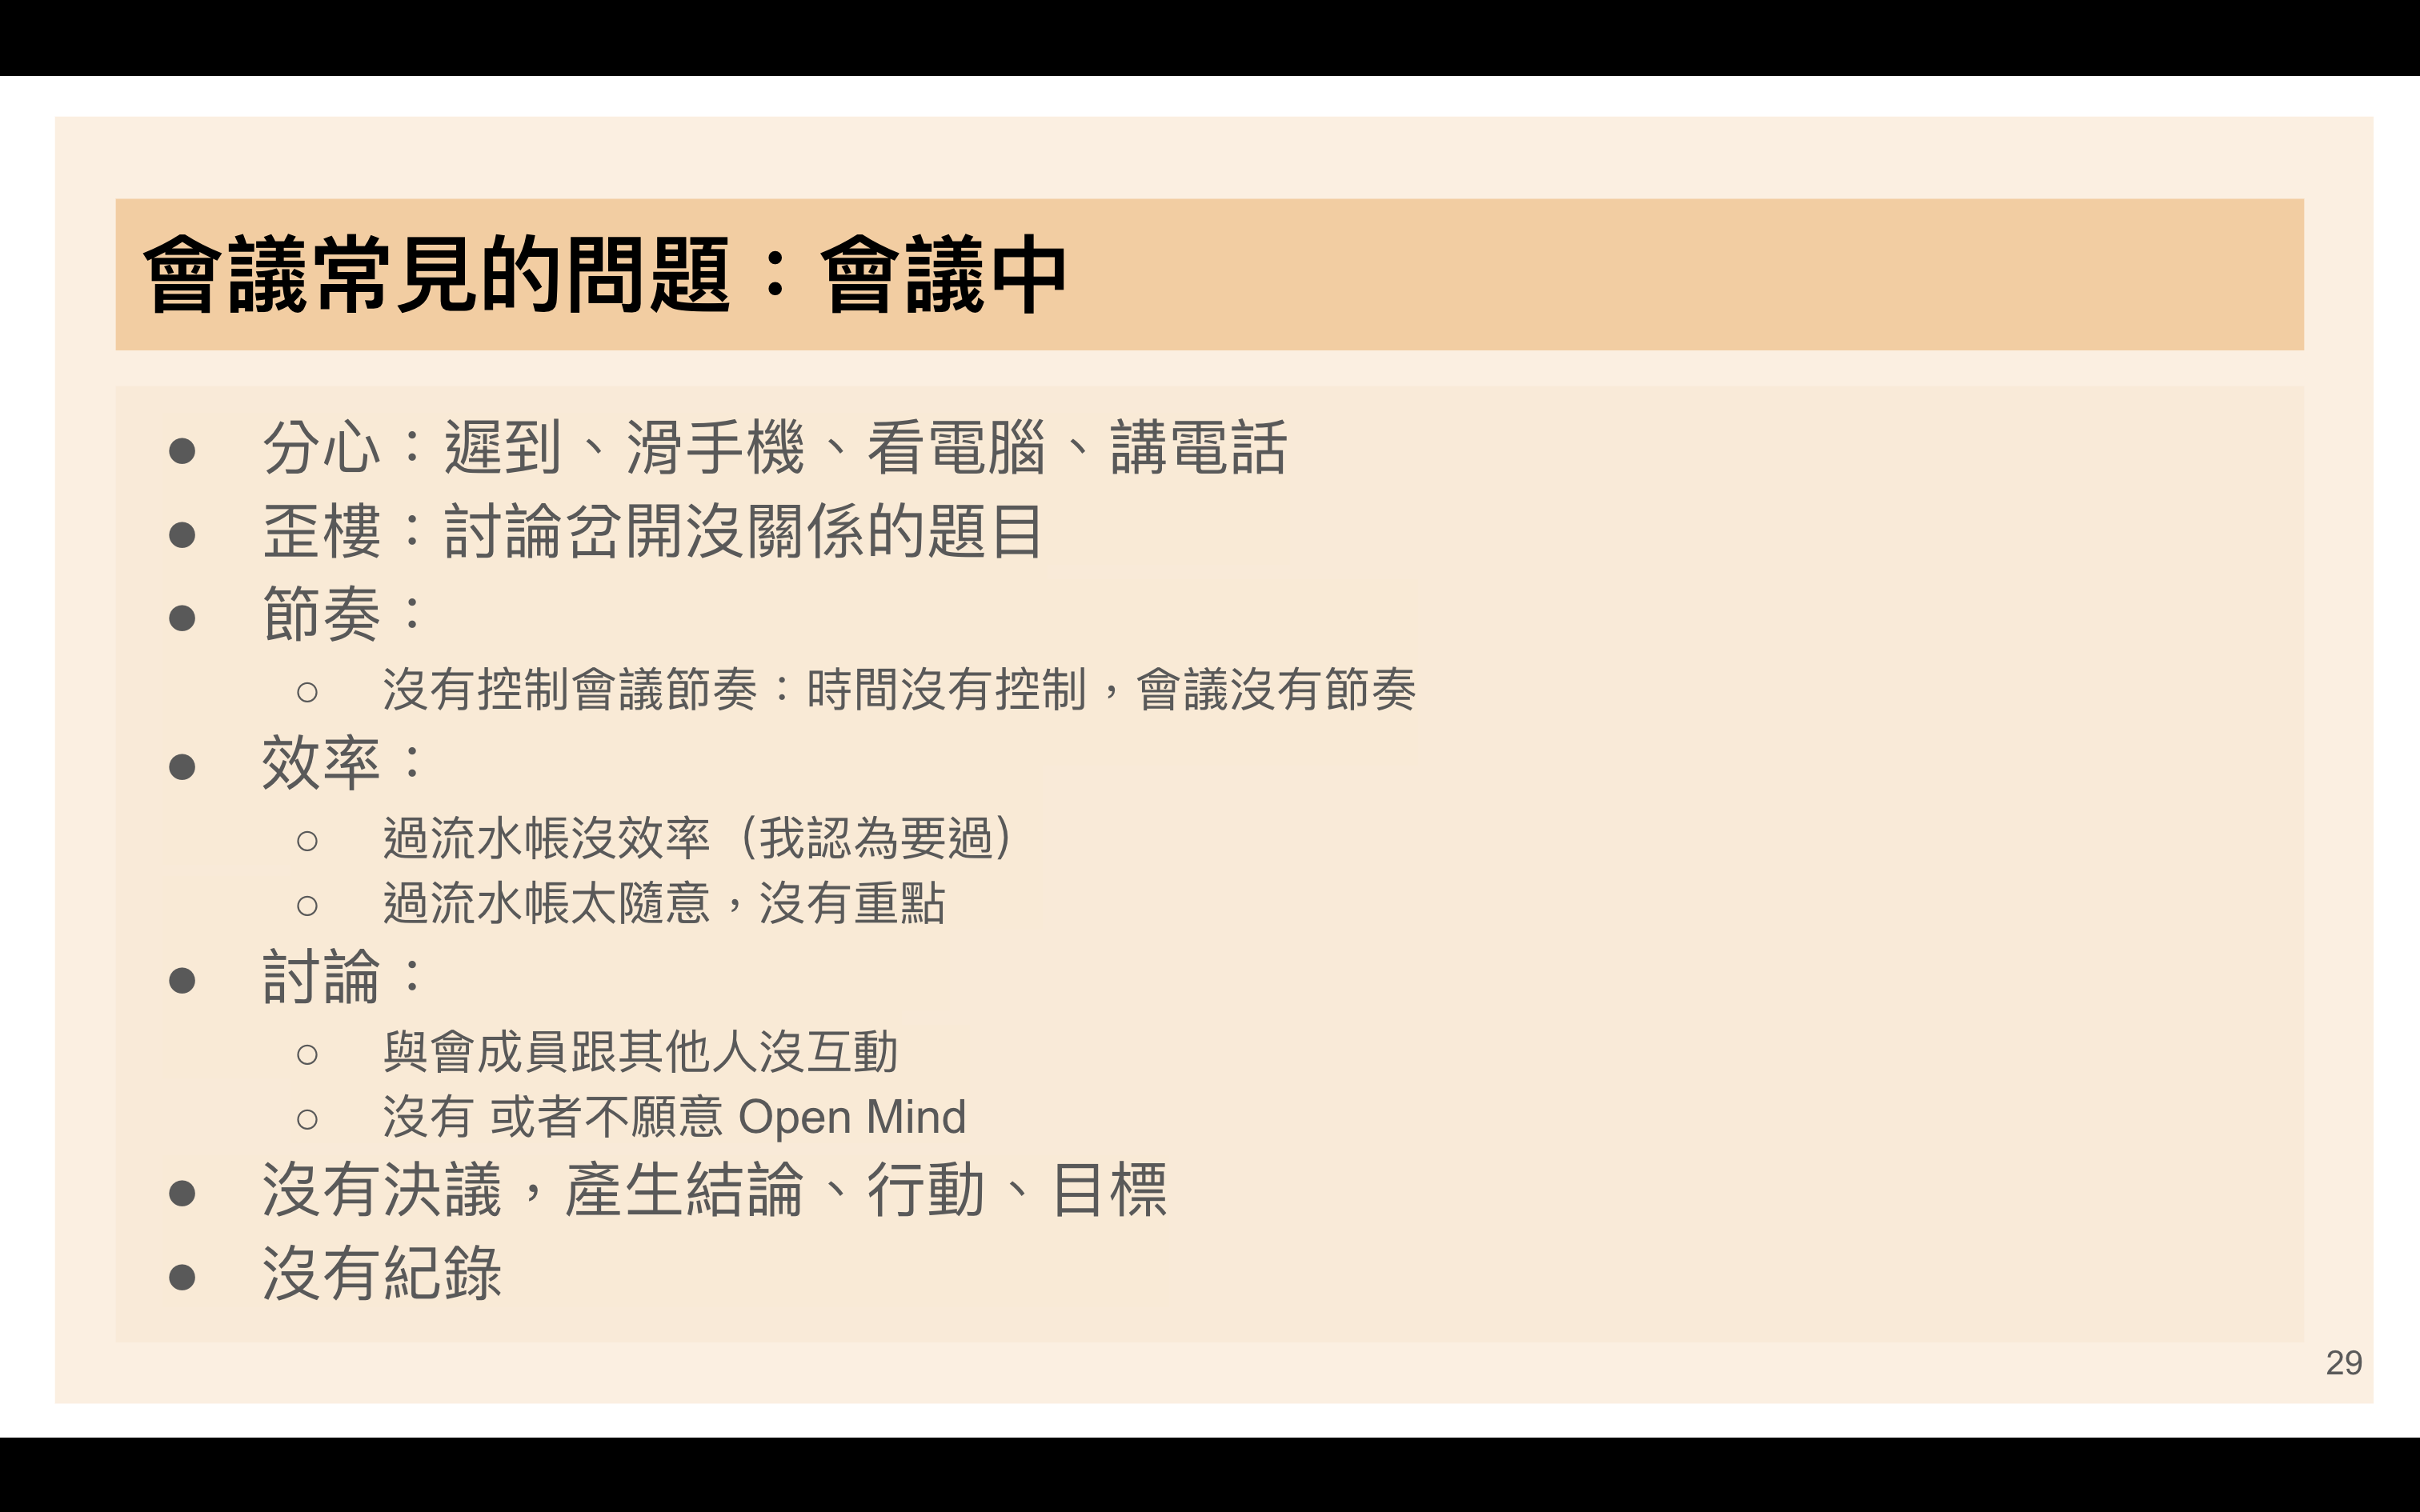 會議常見的問題：會議中
● 分心：遲到、滑手機、看電腦、講電話
● 歪樓：討論岔開沒關係的題目
● 節奏：
○ 沒有控制會議節奏：時間沒有控制，會議沒有節奏
● 效率：
○ 過流水帳沒效率（我認為要過）
○ 過流水帳太隨意，沒有重點
● 討論：
○ 與會成員跟其他人沒互動
○ 沒有 或者不願意 Open Mind
● 沒有決議，產生結論、行動、目標
● 沒有紀錄
29